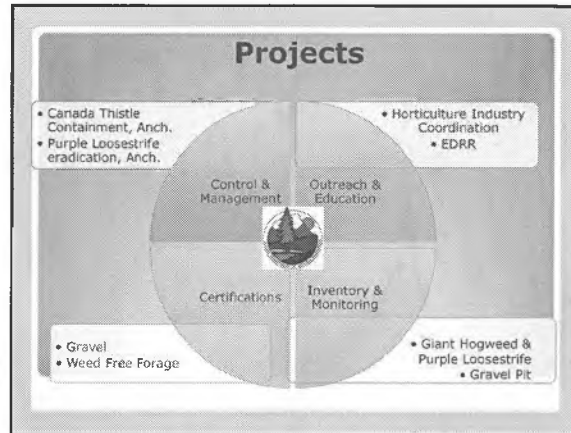 Projects
• Canada Thistle
Containment, Anch.
• Purple Loosestrife
eradication, Anch.
• Horticulture Industry
Coordination
• EDRR
Control &
Management
Outreach &
Education
Certifications
Inventory &
Monitoring
• Gravel
• Weed Free Forage
• Giant Hogweed &
Purple Loosestrife
• Gravel Pit